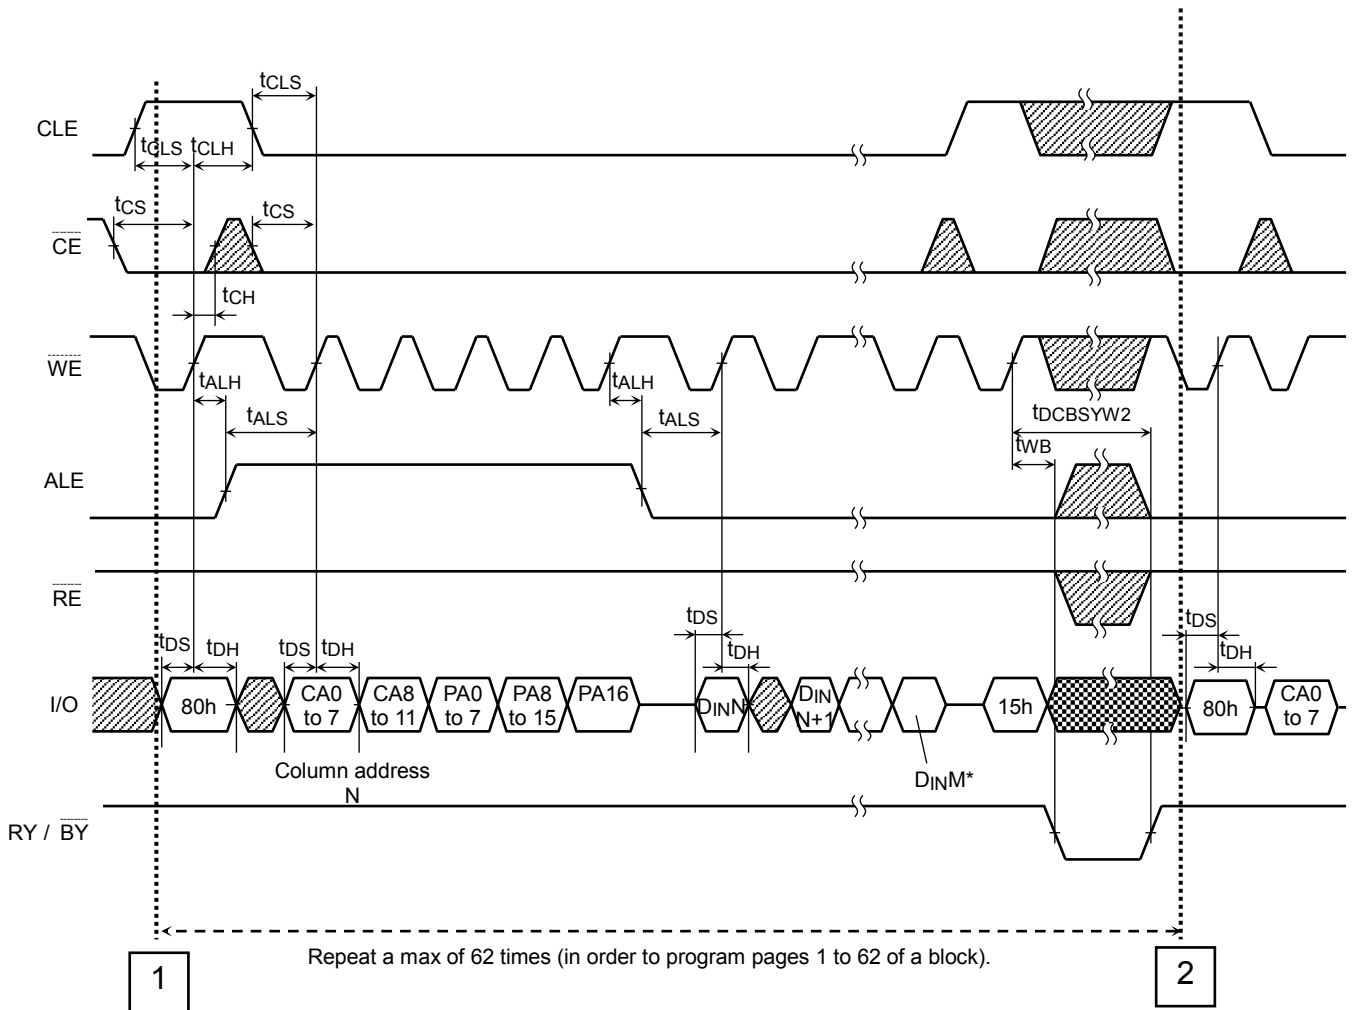 tCLS
CLE
tCLS tCLH
tCS tCS
CE
tCH
WE
tALH tALH
tALS tALS
tDCBSYW2
tWB
ALE
RE
tDS tDH tDS tDH tDS tDH tDS tDH
I/O
80h
CA0
to 7
CA8
to 11
PA0
to 7
PA8
to 15
PA16
DINN
DIN
N+1
15h
80h
CA0
to 7
Column address
N
DINM*
RY / BY
Repeat a max of 62 times (in order to program pages 1 to 62 of a block).
1
2